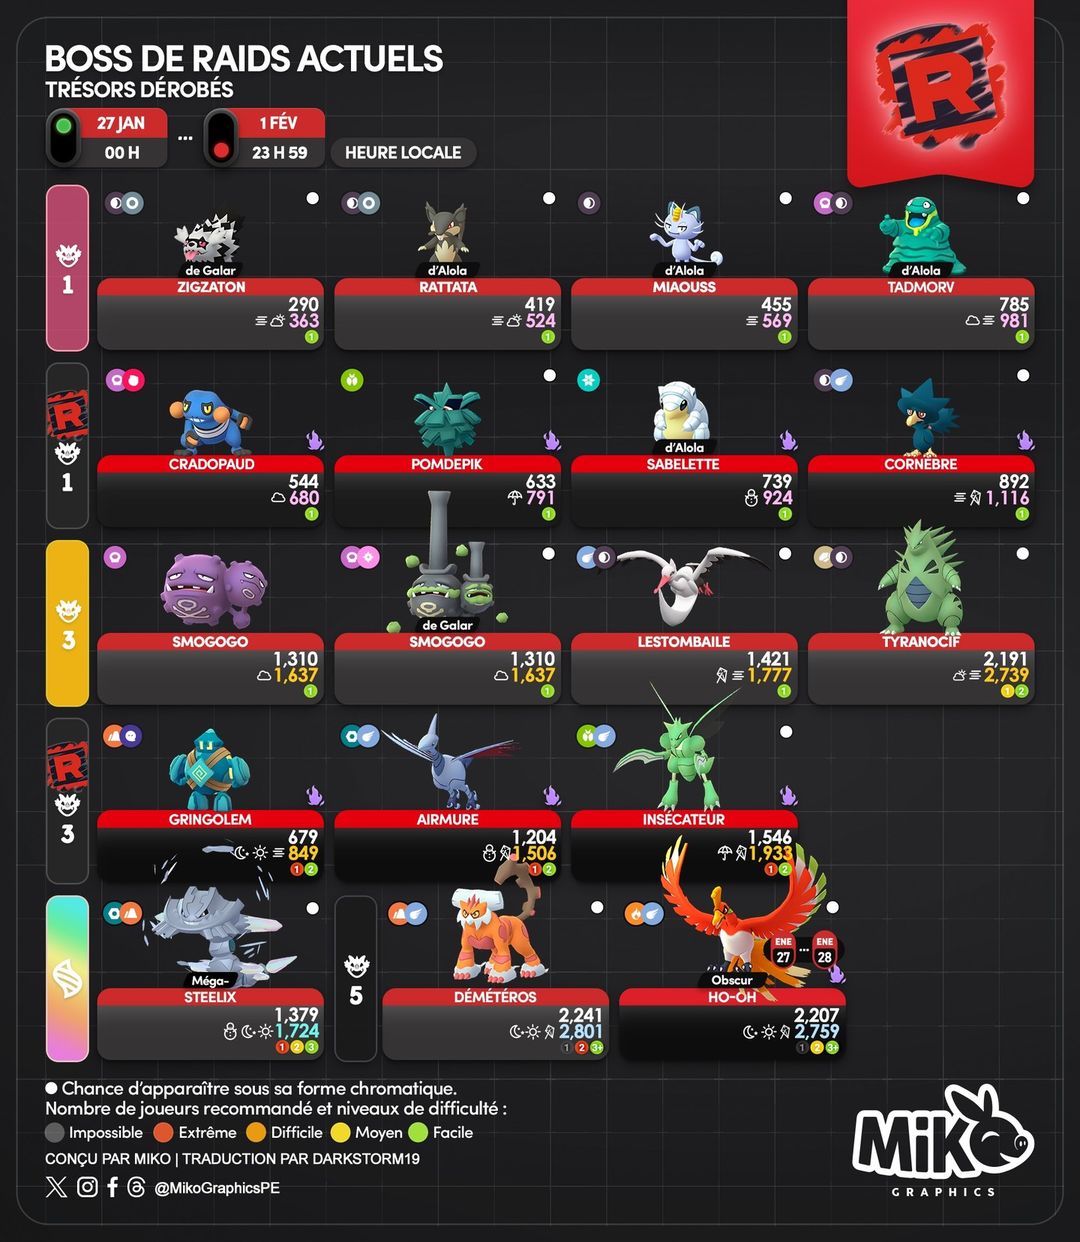 BOSS DE RAIDS ACTUELS
TRÉSORS DÉROBÉS
R
27 JAN ... 1 FÉV
00 H 23 H 59 HEURE LOCALE
1
de Galar d'Alola d'Alola d'Alola
ZIGZATON RATTATA MIAOUSS TADMORV
290 419 455 785
363 524 569 981
1 1 1 1
R
1
d'Alola
CRADOPAUD POMDEPIK SABELETTE CORNÈBRE
544 633 739 892
680 791 924 1,116
1 1 1 1
3
de Galar
SMOGOGO SMOGOGO LESTOMBAILE TYRANOCIF
1,310 1,310 1,421 2,191
1,637 1,637 1,777 2,739
1 1 1 1 2
R
3
GRINGOLEM AIRMURE INSÉCATEUR
679 1,204 1,546
849 1,506 1,933
1 2 1 2 1 2
5
ENE 27 ... ENE 28
Méga- Obscur
STEELIX DÉMÉTÉROS HO-OH
1,379 2,241 2,207
1,724 2,801 2,759
1 2 3 1 2 3+ 1 2 3+
Chance d'apparaître sous sa forme chromatique.
Nombre de joueurs recommandé et niveaux de difficulté :
Impossible Extrême Difficile Moyen Facile
CONÇU PAR MIKO | TRADUCTION PAR DARKSTORM19
@MikoGraphicsPE
MiKO
GRAPHICS